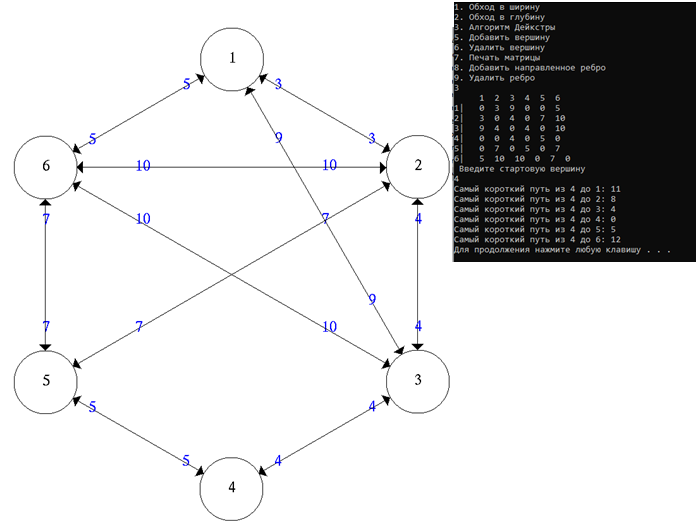 1. Обход в ширину
2. Обход в глубину
3. Алгоритм Дейкстры
5. Добавить вершину
6. Удалить вершину
7. Печать матрицы
8. Добавить направленное ребро
9. Удалить ребро
3
1 2 3 4 5 6
1| 0 3 9 0 0 5
2| 3 0 4 0 7 10
3| 9 4 0 4 0 10
4| 0 0 4 0 5 0
5| 0 7 0 5 0 7
6| 5 10 10 0 7 0
Введите стартовую вершину
4
Самый короткий путь из 4 до 1: 11
Самый короткий путь из 4 до 2: 8
Самый короткий путь из 4 до 3: 4
Самый короткий путь из 4 до 4: 0
Самый короткий путь из 4 до 5: 5
Самый короткий путь из 4 до 6: 12
Для продолжения нажмите любую клавишу . . .
1
5 3
5 9 3
6 10 10 2
7 10 7 4
9
7 7 10 4
5 3
5 4
5 4
4